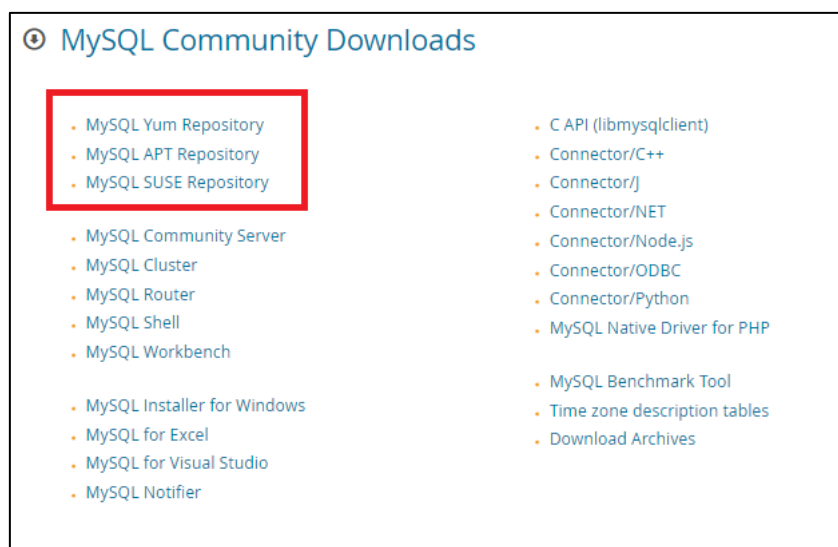 MySQL Community Downloads
MySQL Yum Repository
MySQL APT Repository
MySQL SUSE Repository
MySQL Community Server
MySQL Cluster
MySQL Router
MySQL Shell
MySQL Workbench
MySQL Installer for Windows
MySQL for Excel
MySQL for Visual Studio
MySQL Notifier
C API (libmysqlclient)
Connector/C++
Connector/J
Connector/NET
Connector/Node.js
Connector/ODBC
Connector/Python
MySQL Native Driver for PHP
MySQL Benchmark Tool
Time zone description tables
Download Archives